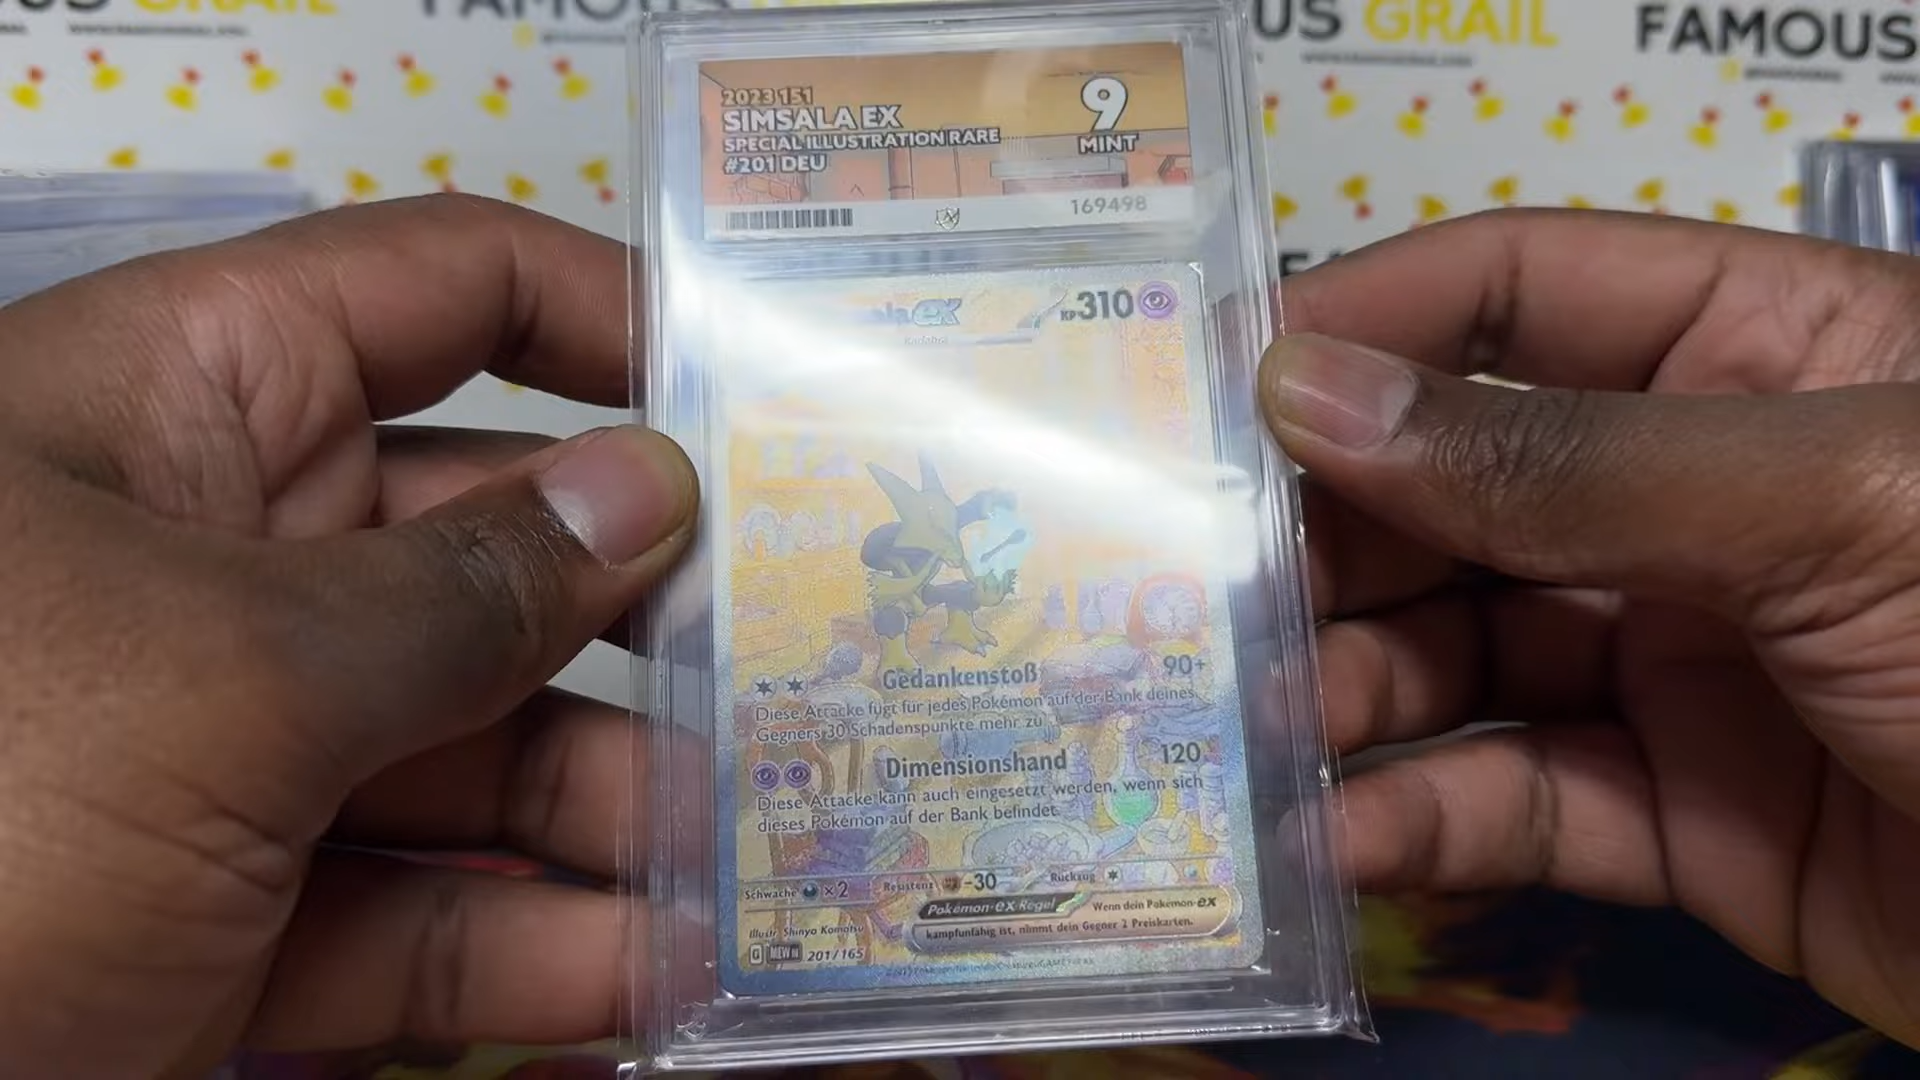 FAMOUS GRAIL
US GRAIL
FAMOUS
2023 151
SIMSALA EX
SPECIAL ILLUSTRATION RARE
#201 DEU
9
MINT
169498
ex
KP310
Gedankenstoß 90+
Diese Attacke fügt für jedes Pokémon auf der Bank deines
Gegners 30 Schadenspunkte mehr zu.
Dimensionshand 120
Diese Attacke kann auch eingesetzt werden, wenn sich
dieses Pokémon auf der Bank befindet.
Schwäche ×2 Resistenz -30 Rückzug
Pokémon-ex-Regel Wenn dein Pokémon-ex
kampfunfähig ist, nimmt dein Gegner 2 Preiskarten.
Illustr. Shinya Komatsu
G MEW 201/165